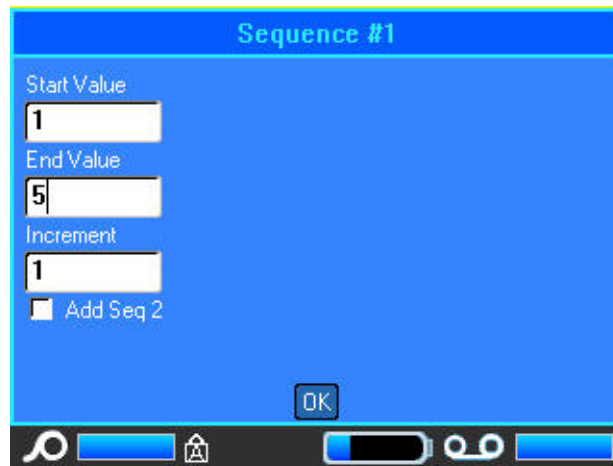 Sequence #1
Start Value
1
End Value
5
Increment
1
Add Seq 2
OK
A